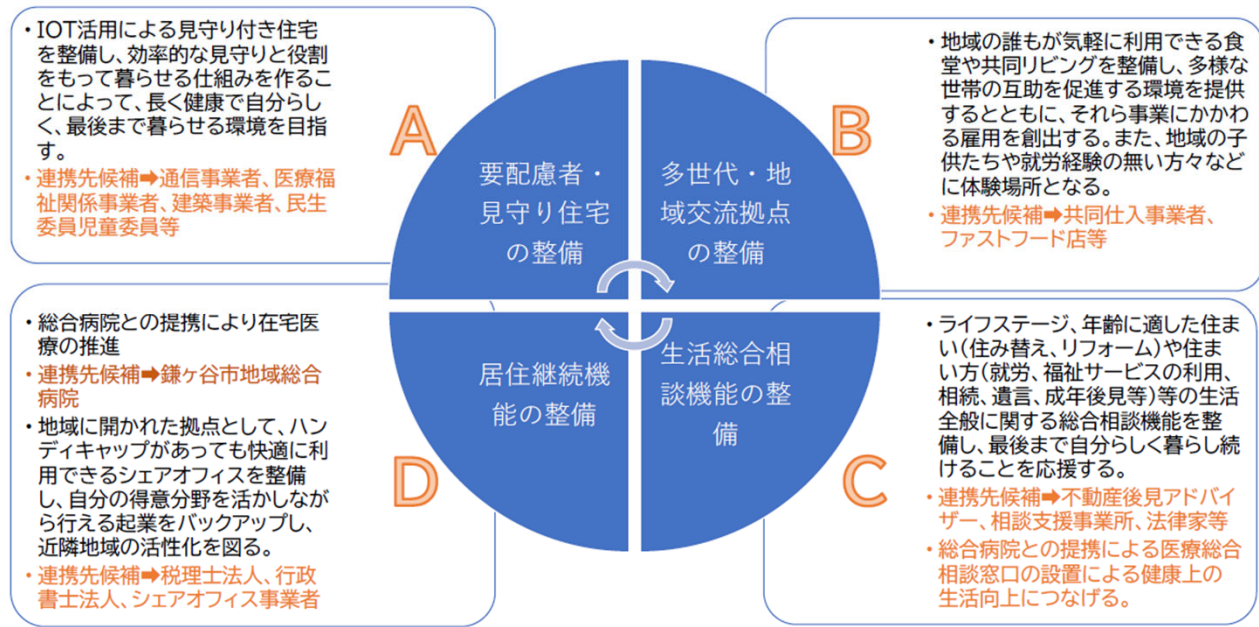 ・IOT活用による見守り付き住宅
を整備し、効率的な見守りと役割
をもって暮らせる仕組みを作ること
によって、長く健康で自分らし
く、最後まで暮らせる環境を目指
す。
・連携先候補➡通信事業者、医療福
祉関係事業者、建築事業者、民生
委員児童委員等
A
要配慮者・
見守り住宅
の整備
・地域の誰もが気軽に利用できる食
堂や共同リビングを整備し、多様な
世帯の互助を促進する環境を提供
するとともに、それら事業にかかわ
る雇用を創出する。また、地域の子
供たちや就労経験の無い方々など
に体験場所となる。
・連携先候補➡共同仕入事業者、
ファストフード店等
B
多世代・地
域交流拠点
の整備
・ライフステージ、年齢に適した住ま
い(住み替え、リフォーム)や住ま
い方(就労、福祉サービスの利用、
相続、遺言、成年後見等)等の生活
全般に関する総合相談機能を整
備し、最後まで自分らしく暮らし続
けることを応援する。
・連携先候補➡不動産後見アドバイ
ザー、相談支援事業所、法律家等
・総合病院との提携による医療総合
相談窓口の設置による健康上の
生活向上につなげる。
C
生活総合相
談機能の整
備
・総合病院との提携により在宅医
療の推進
・連携先候補➡鎌ヶ谷市地域総合
病院
・地域に開かれた拠点として、ハン
ディキャップがあっても快適に利
用できるシェアオフィスを整備
し、自分の得意分野を活かしなが
ら行える起業をバックアップし、
近隣地域の活性化を図る。
・連携先候補➡税理士法人、行政
書士法人、シェアオフィス事業者
D
居住継続機
能の整備